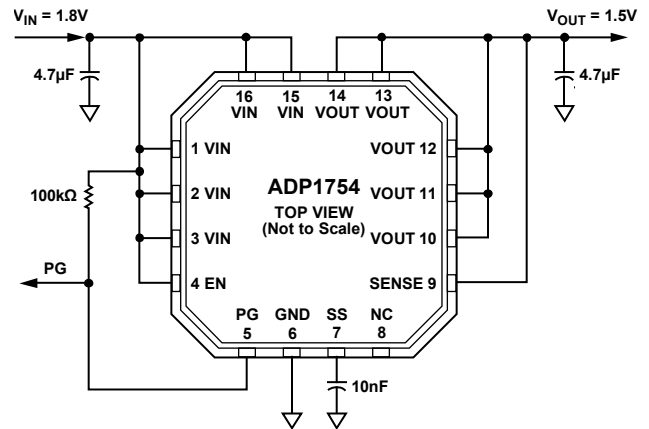 VIN = 1.8V
VOUT = 1.5V
4.7µF
4.7µF
16
VIN
15
VIN
14
VOUT
13
VOUT
1 VIN
VOUT 12
ADP1754
TOP VIEW
(Not to Scale)
100kΩ
2 VIN
VOUT 11
3 VIN
VOUT 10
PG
4 EN
SENSE 9
PG
5
GND
6
SS
7
NC
8
10nF